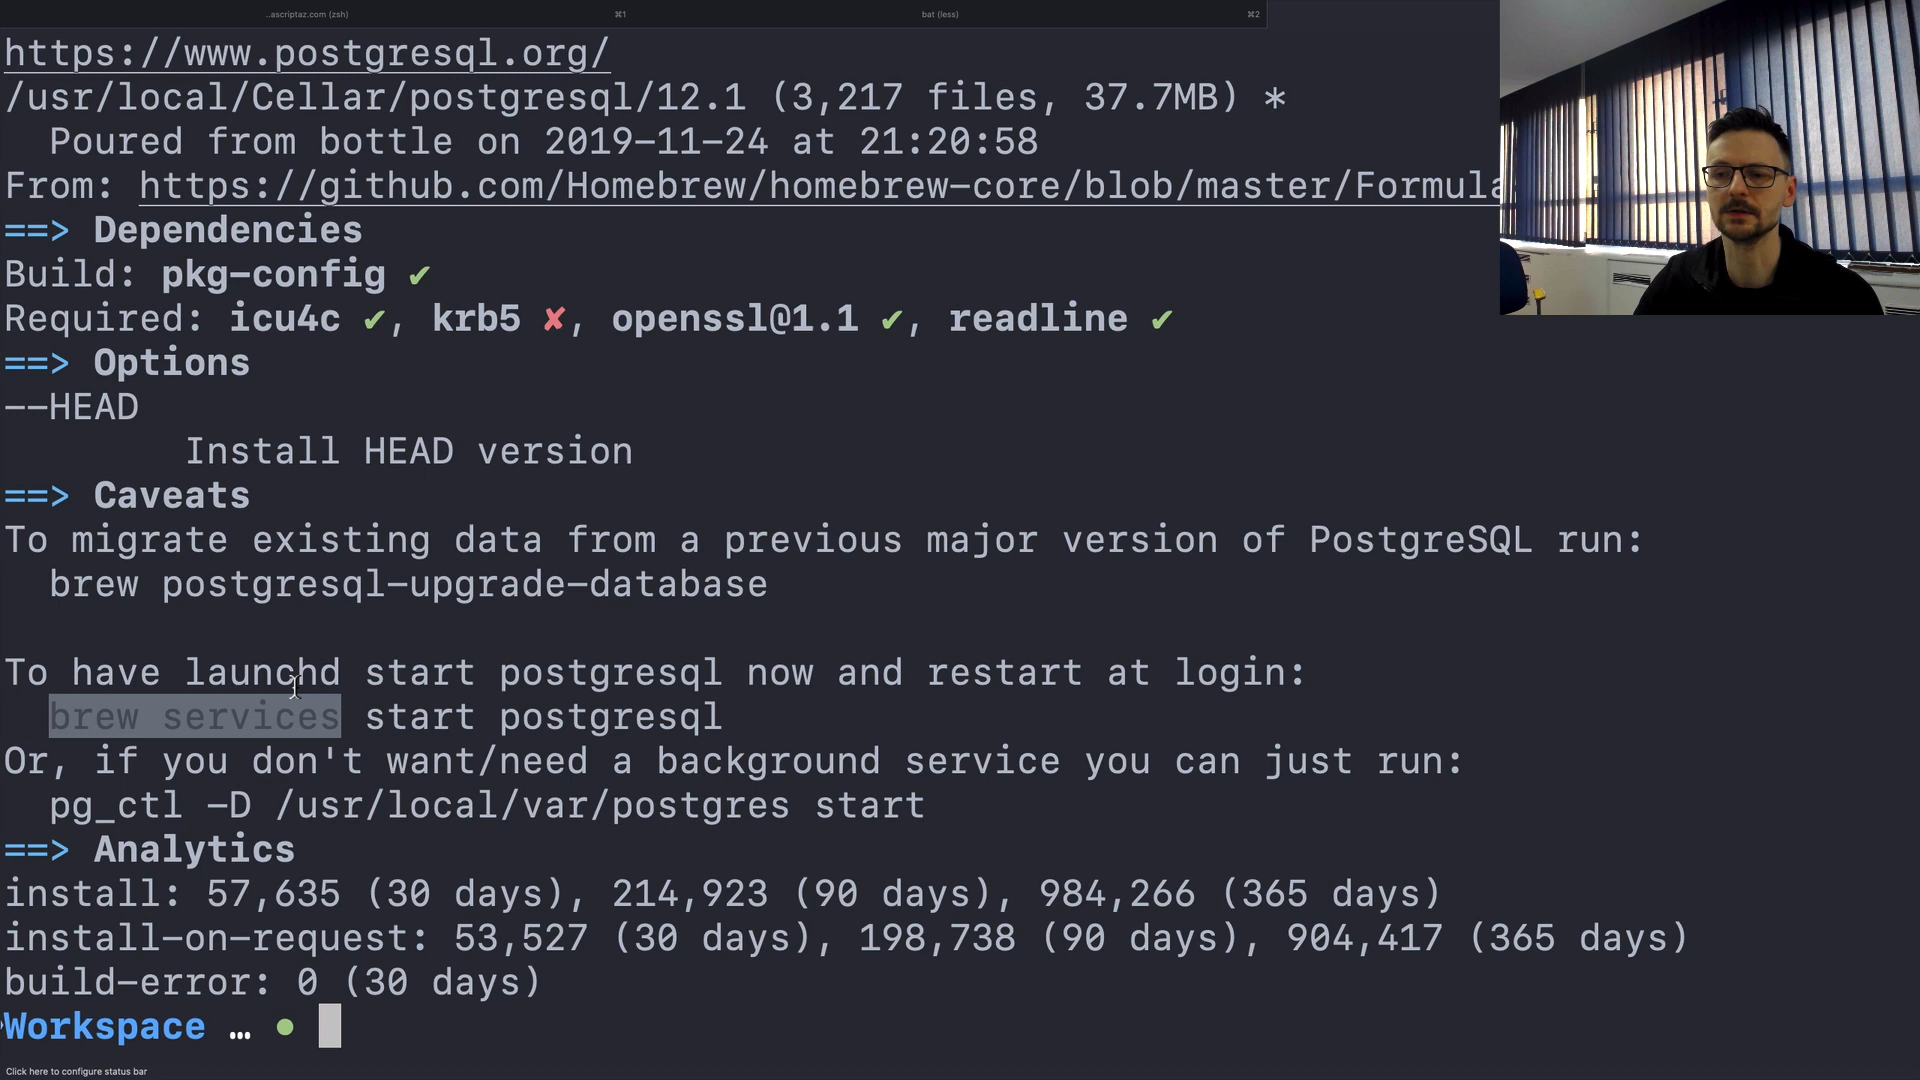 ..ascriptaz.com (zsh) ⌘1 bat (less) ⌘2
https://www.postgresql.org/
/usr/local/Cellar/postgresql/12.1 (3,217 files, 37.7MB) *
Poured from bottle on 2019-11-24 at 21:20:58
From: https://github.com/Homebrew/homebrew-core/blob/master/Formula
==> Dependencies
Build: pkg-config ✔
Required: icu4c ✔, krb5 ✘, openssl@1.1 ✔, readline ✔
==> Options
--HEAD
Install HEAD version
==> Caveats
To migrate existing data from a previous major version of PostgreSQL run:
brew postgresql-upgrade-database
To have launchd start postgresql now and restart at login:
brew services start postgresql
Or, if you don't want/need a background service you can just run:
pg_ctl -D /usr/local/var/postgres start
==> Analytics
install: 57,635 (30 days), 214,923 (90 days), 984,266 (365 days)
install-on-request: 53,527 (30 days), 198,738 (90 days), 904,417 (365 days)
build-error: 0 (30 days)
Workspace … ●
Click here to configure status bar